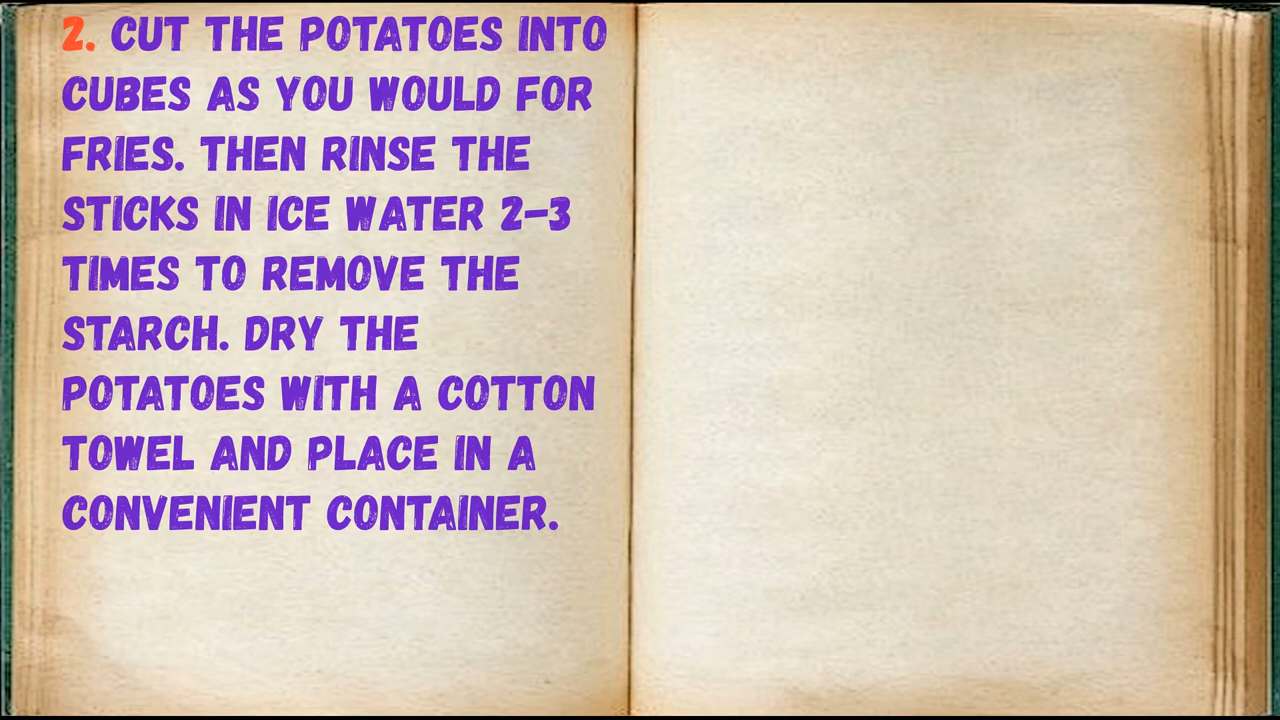 2. CUT THE POTATOES INTO
CUBES AS YOU WOULD FOR
FRIES. THEN RINSE THE
STICKS IN ICE WATER 2–3
TIMES TO REMOVE THE
STARCH. DRY THE
POTATOES WITH A COTTON
TOWEL AND PLACE IN A
CONVENIENT CONTAINER.